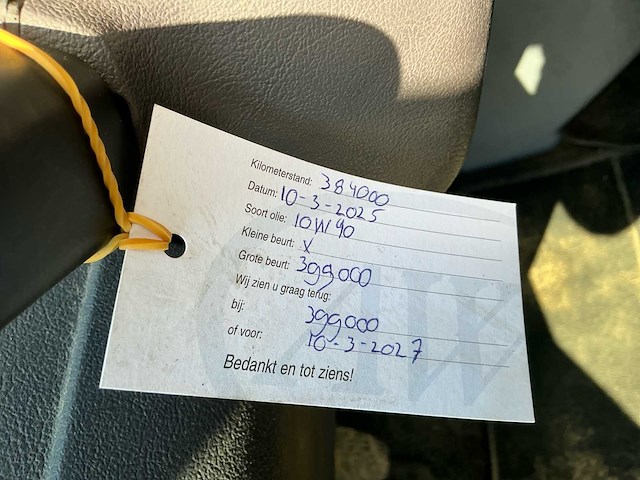 Kilometerstand: 384000
Datum: 10-3-2025
Soort olie: 10W40
Kleine beurt: X
Grote beurt: 399000
Wij zien u graag terug:
bij: 399000
of voor: 10-3-2027
Bedankt en tot ziens!